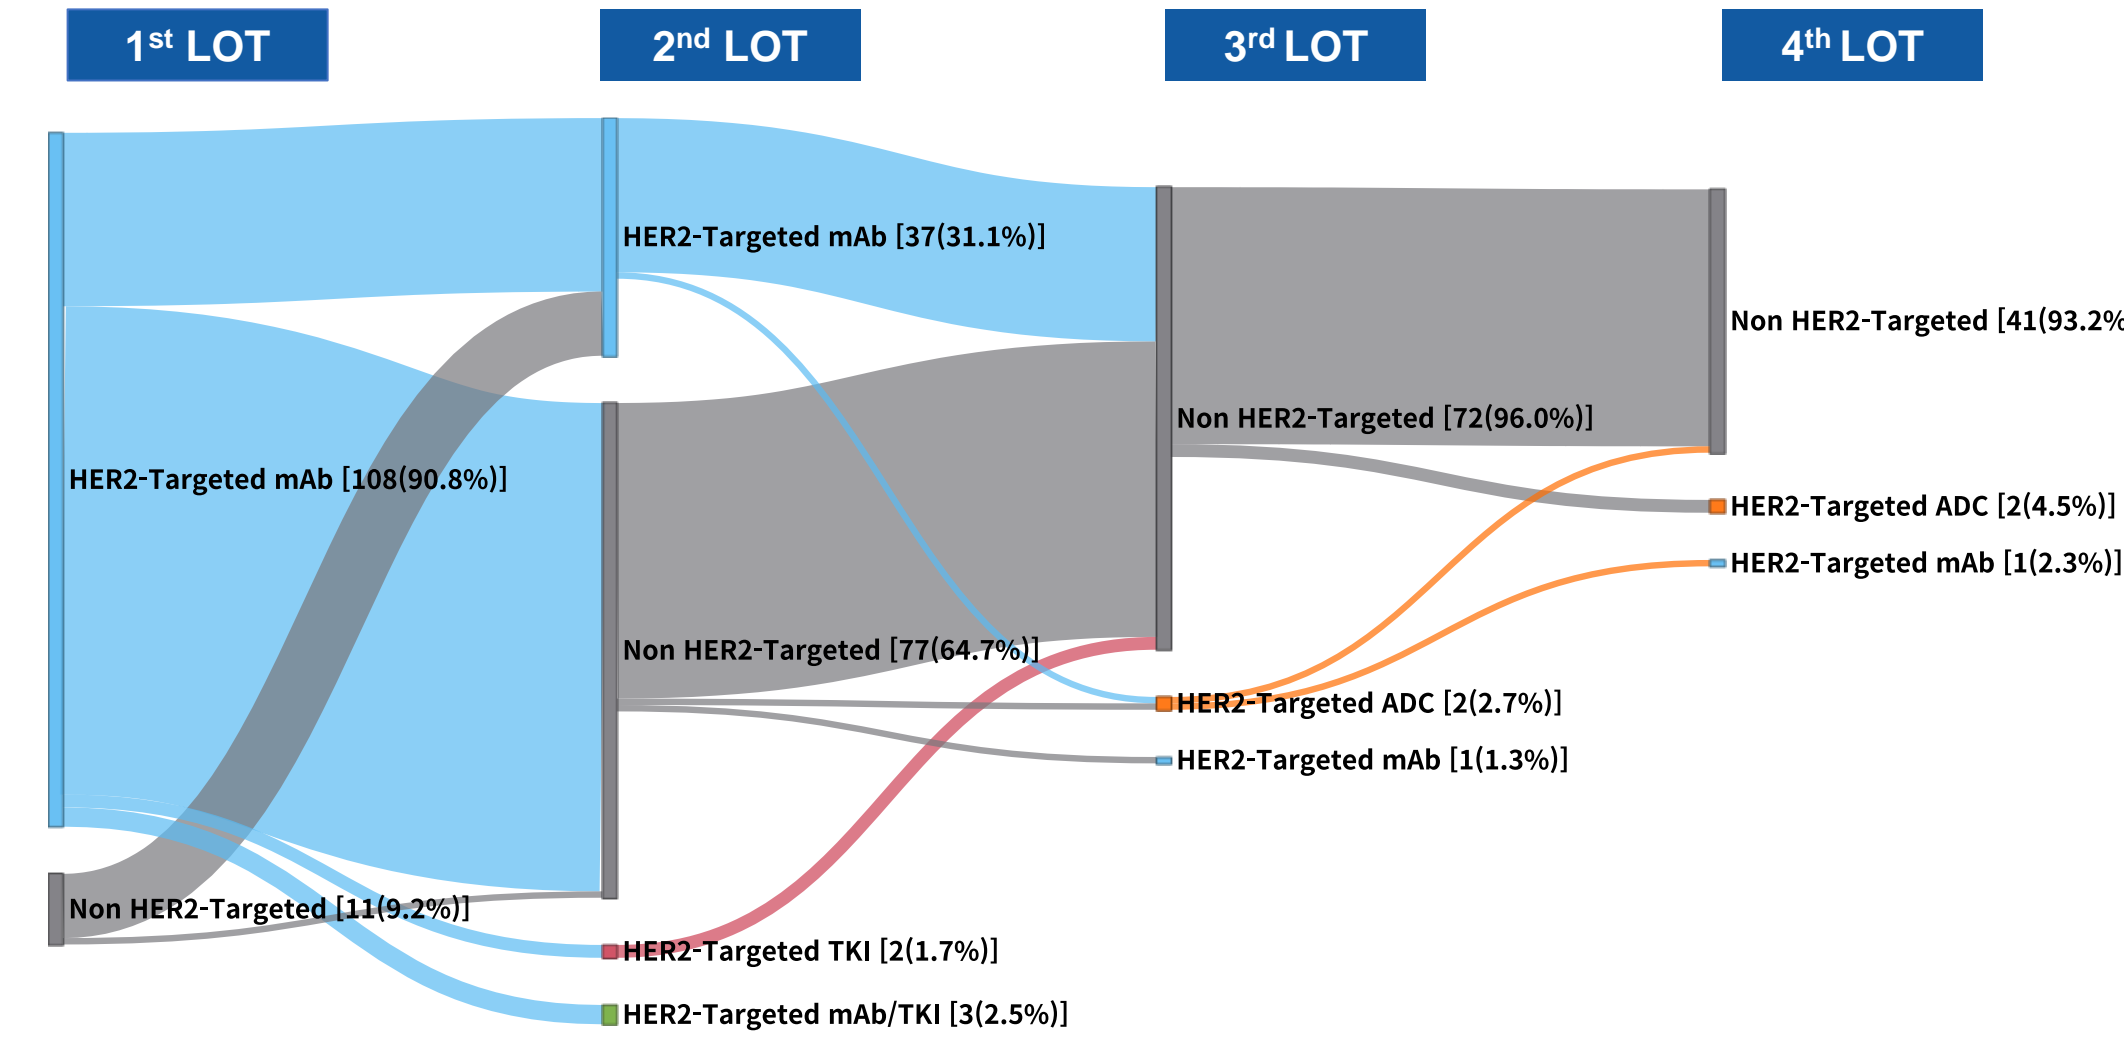 1st LOT
2nd LOT
3rd LOT
4th LOT
HER2-Targeted mAb [108(90.8%)]
Non HER2-Targeted [11(9.2%)]
HER2-Targeted mAb [37(31.1%)]
Non HER2-Targeted [77(64.7%)]
HER2-Targeted TKI [2(1.7%)]
HER2-Targeted mAb/TKI [3(2.5%)]
Non HER2-Targeted [72(96.0%)]
HER2-Targeted ADC [2(2.7%)]
HER2-Targeted mAb [1(1.3%)]
Non HER2-Targeted [41(93.2%
HER2-Targeted ADC [2(4.5%)]
HER2-Targeted mAb [1(2.3%)]